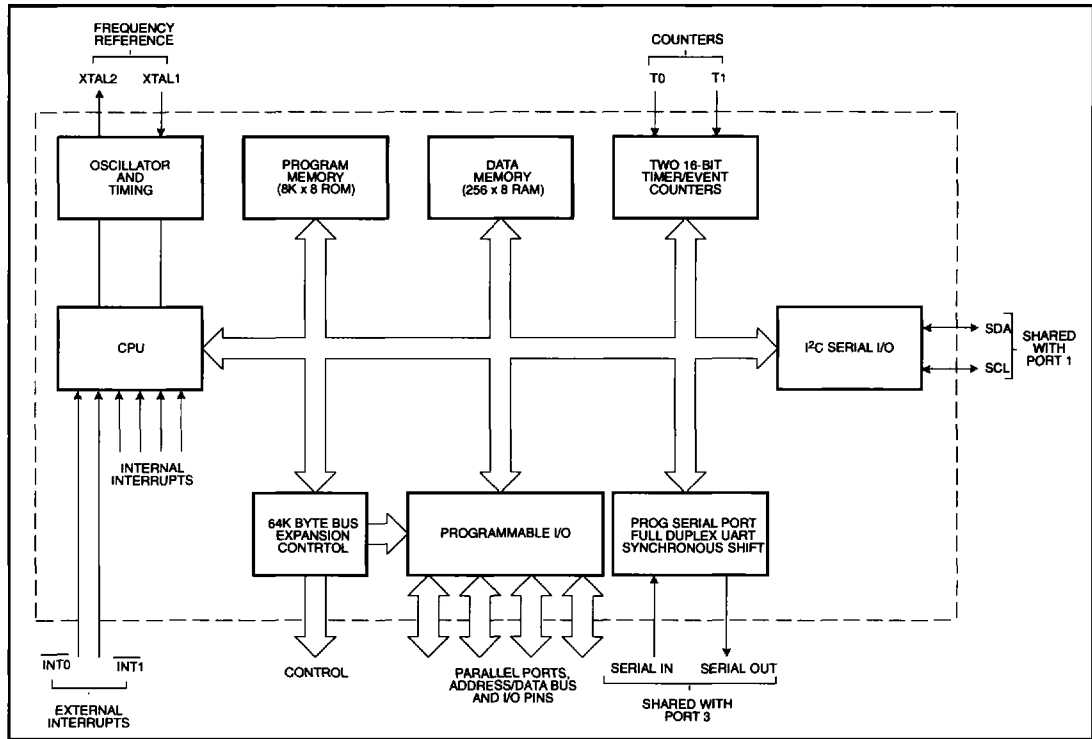 FREQUENCY
REFERENCE
XTAL2 XTAL1
COUNTERS
T0 T1
OSCILLATOR
AND
TIMING
PROGRAM
MEMORY
(8K x 8 ROM)
DATA
MEMORY
(256 x 8 RAM)
TWO 16-BIT
TIMER/EVENT
COUNTERS
CPU
I²C SERIAL I/O
SDA
SCL
SHARED
WITH
PORT 1
INTERNAL
INTERRUPTS
64K BYTE BUS
EXPANSION
CONTRTOL
PROGRAMMABLE I/O
PROG SERIAL PORT
FULL DUPLEX UART
SYNCHRONOUS SHIFT
INT0 INT1
EXTERNAL
INTERRUPTS
CONTROL
PARALLEL PORTS,
ADDRESS/DATA BUS
AND I/O PINS
SERIAL IN SERIAL OUT
SHARED WITH
PORT 3